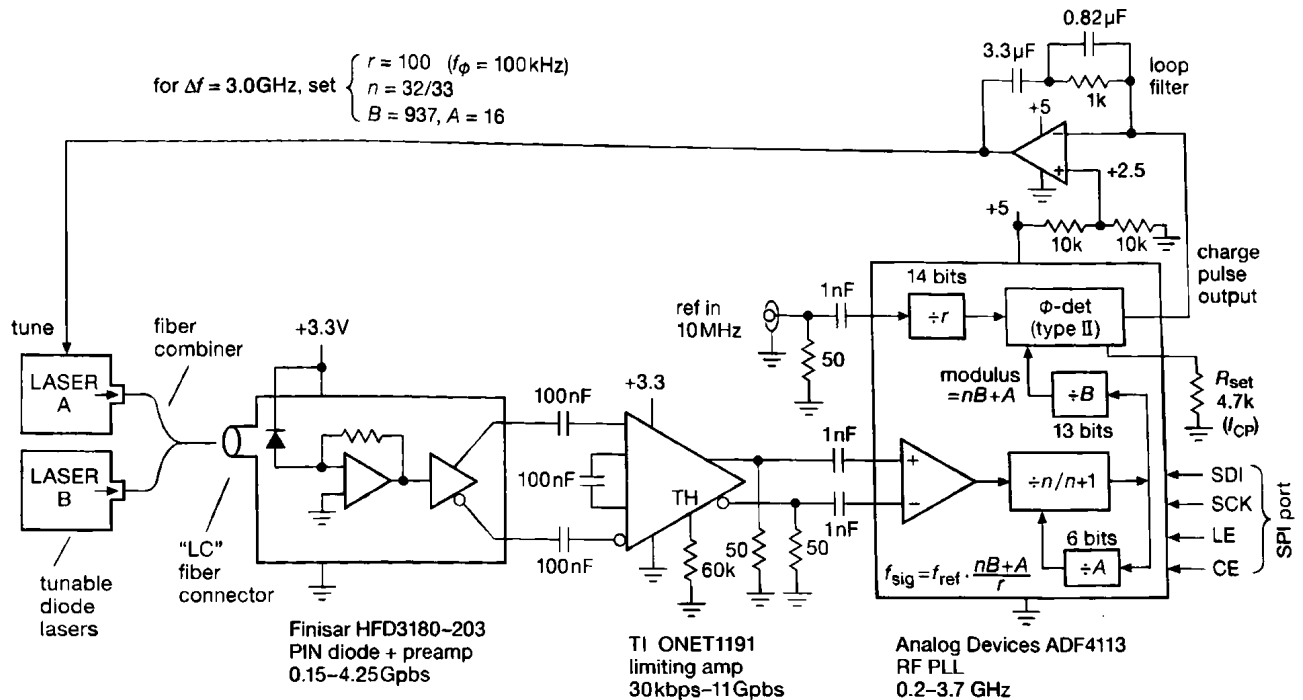 0.82µF
3.3µF
loop
filter
1k
for Δf = 3.0GHz, set
r = 100 (fϕ = 100kHz)
n = 32/33
B = 937, A = 16
+5
−
+
+2.5
+5
10k
10k
charge
pulse
output
14 bits
1nF
ref in
10MHz
÷r
ϕ-det
(type II)
50
modulus
=nB+A
÷B
13 bits
Rset
4.7k
(ICP)
tune
fiber
combiner
+3.3V
LASER
A
LASER
B
100nF
+3.3
100nF
TH
100nF
1nF
+
−
1nF
÷n/n+1
6 bits
÷A
SDI
SCK
LE
CE
SPI port
50
50
60k
fsig=fref·nB+A/r
"LC"
fiber
connector
tunable
diode
lasers
Finisar HFD3180–203
PIN diode + preamp
0.15–4.25Gpbs
TI ONET1191
limiting amp
30kbps–11Gpbs
Analog Devices ADF4113
RF PLL
0.2–3.7 GHz